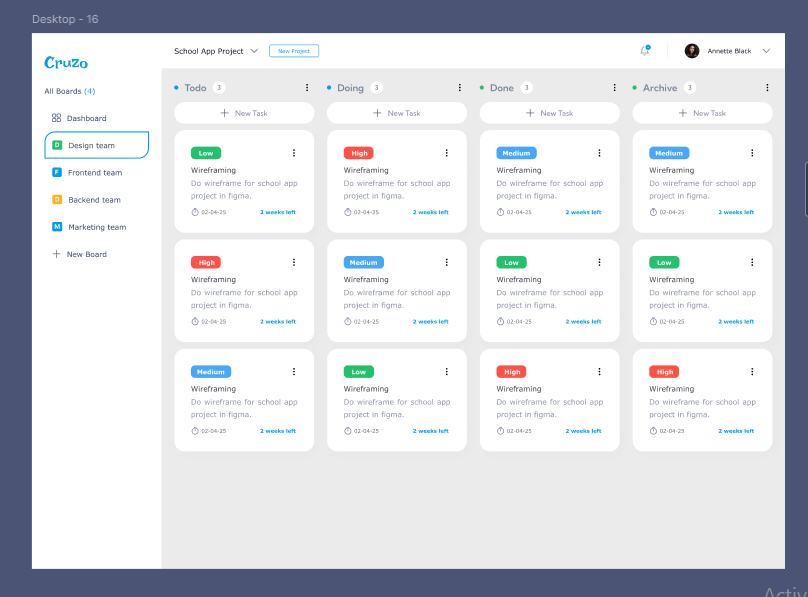 Desktop - 16
Cruzo
School App Project
New Project
Annette Black
All Boards (4)
Dashboard
D Design team
F Frontend team
D Backend team
M Marketing team
New Board
Todo 3
New Task
Low
Wireframing
Do wireframe for school app
project in figma.
02-04-25 2 weeks left
High
Wireframing
Do wireframe for school app
project in figma.
02-04-25 2 weeks left
Medium
Wireframing
Do wireframe for school app
project in figma.
02-04-25 2 weeks left
Doing 3
New Task
High
Wireframing
Do wireframe for school app
project in figma.
02-04-25 2 weeks left
Medium
Wireframing
Do wireframe for school app
project in figma.
02-04-25 2 weeks left
Low
Wireframing
Do wireframe for school app
project in figma.
02-04-25 2 weeks left
Done 3
New Task
Medium
Wireframing
Do wireframe for school app
project in figma.
02-04-25 2 weeks left
Low
Wireframing
Do wireframe for school app
project in figma.
02-04-25 2 weeks left
High
Wireframing
Do wireframe for school app
project in figma.
02-04-25 2 weeks left
Archive 3
New Task
Medium
Wireframing
Do wireframe for school app
project in figma.
02-04-25 2 weeks left
Low
Wireframing
Do wireframe for school app
project in figma.
02-04-25 2 weeks left
High
Wireframing
Do wireframe for school app
project in figma.
02-04-25 2 weeks left